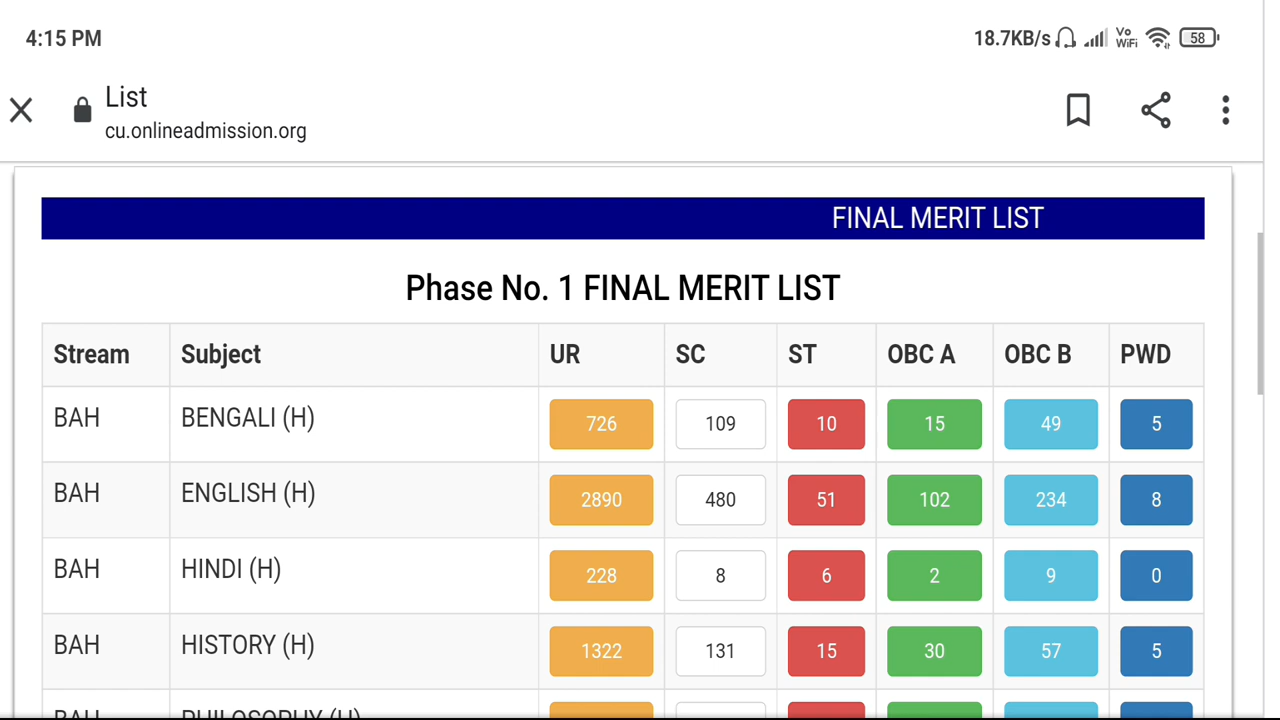 4:15 PM 18.7KB/s Vo WiFi 58
List
cu.onlineadmission.org
FINAL MERIT LIST
Phase No. 1 FINAL MERIT LIST
Stream Subject UR SC ST OBC A OBC B PWD
BAH BENGALI (H) 726 109 10 15 49 5
BAH ENGLISH (H) 2890 480 51 102 234 8
BAH HINDI (H) 228 8 6 2 9 0
BAH HISTORY (H) 1322 131 15 30 57 5
BAH PHILOSOPHY (H)